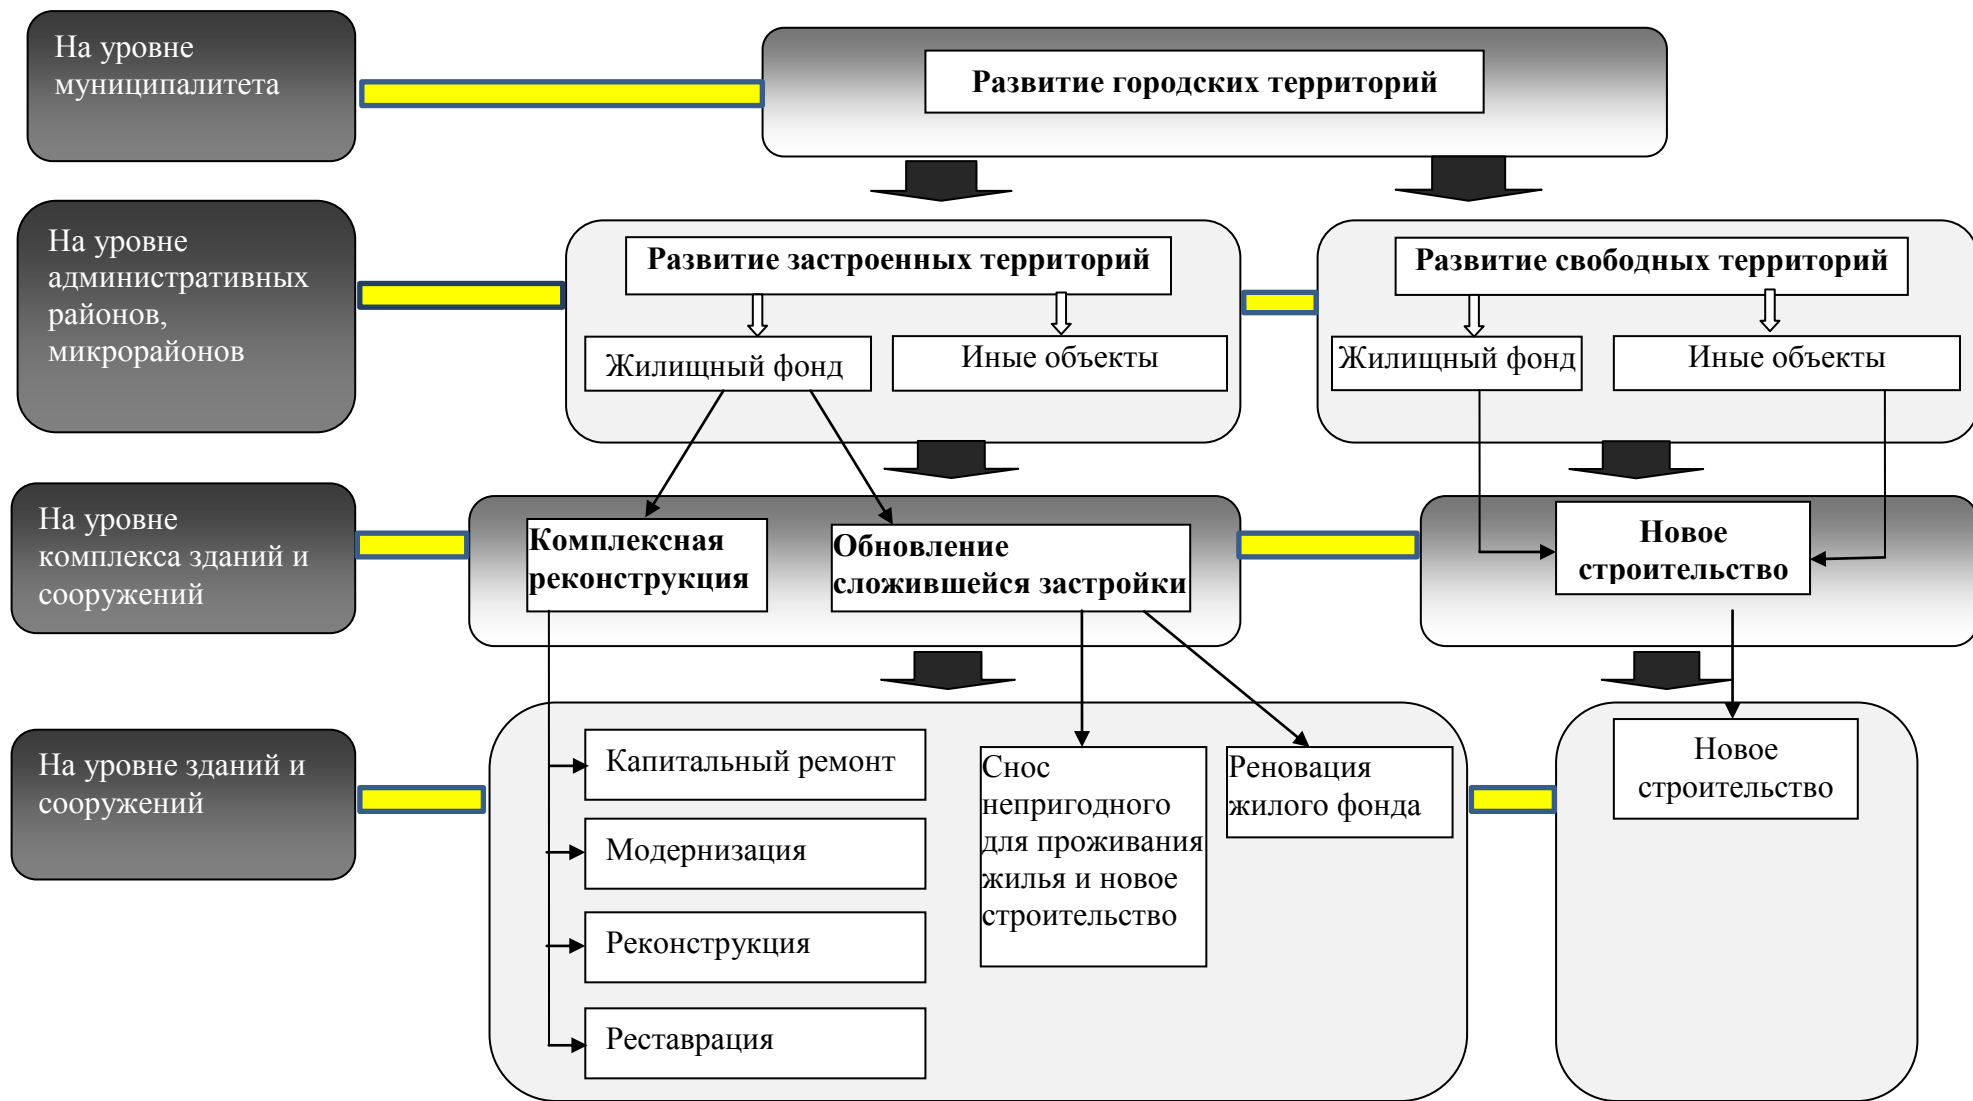 На уровне
муниципалитета
Развитие городских территорий
На уровне
административных
районов,
микрорайонов
Развитие застроенных территорий
Жилищный фонд
Иные объекты
Развитие свободных территорий
Жилищный фонд
Иные объекты
На уровне
комплекса зданий и
сооружений
Комплексная
реконструкция
Обновление
сложившейся застройки
Новое
строительство
На уровне зданий и
сооружений
Капитальный ремонт
Модернизация
Реконструкция
Реставрация
Снос
непригодного
для проживания
жилья и новое
строительство
Реновация
жилого фонда
Новое
строительство